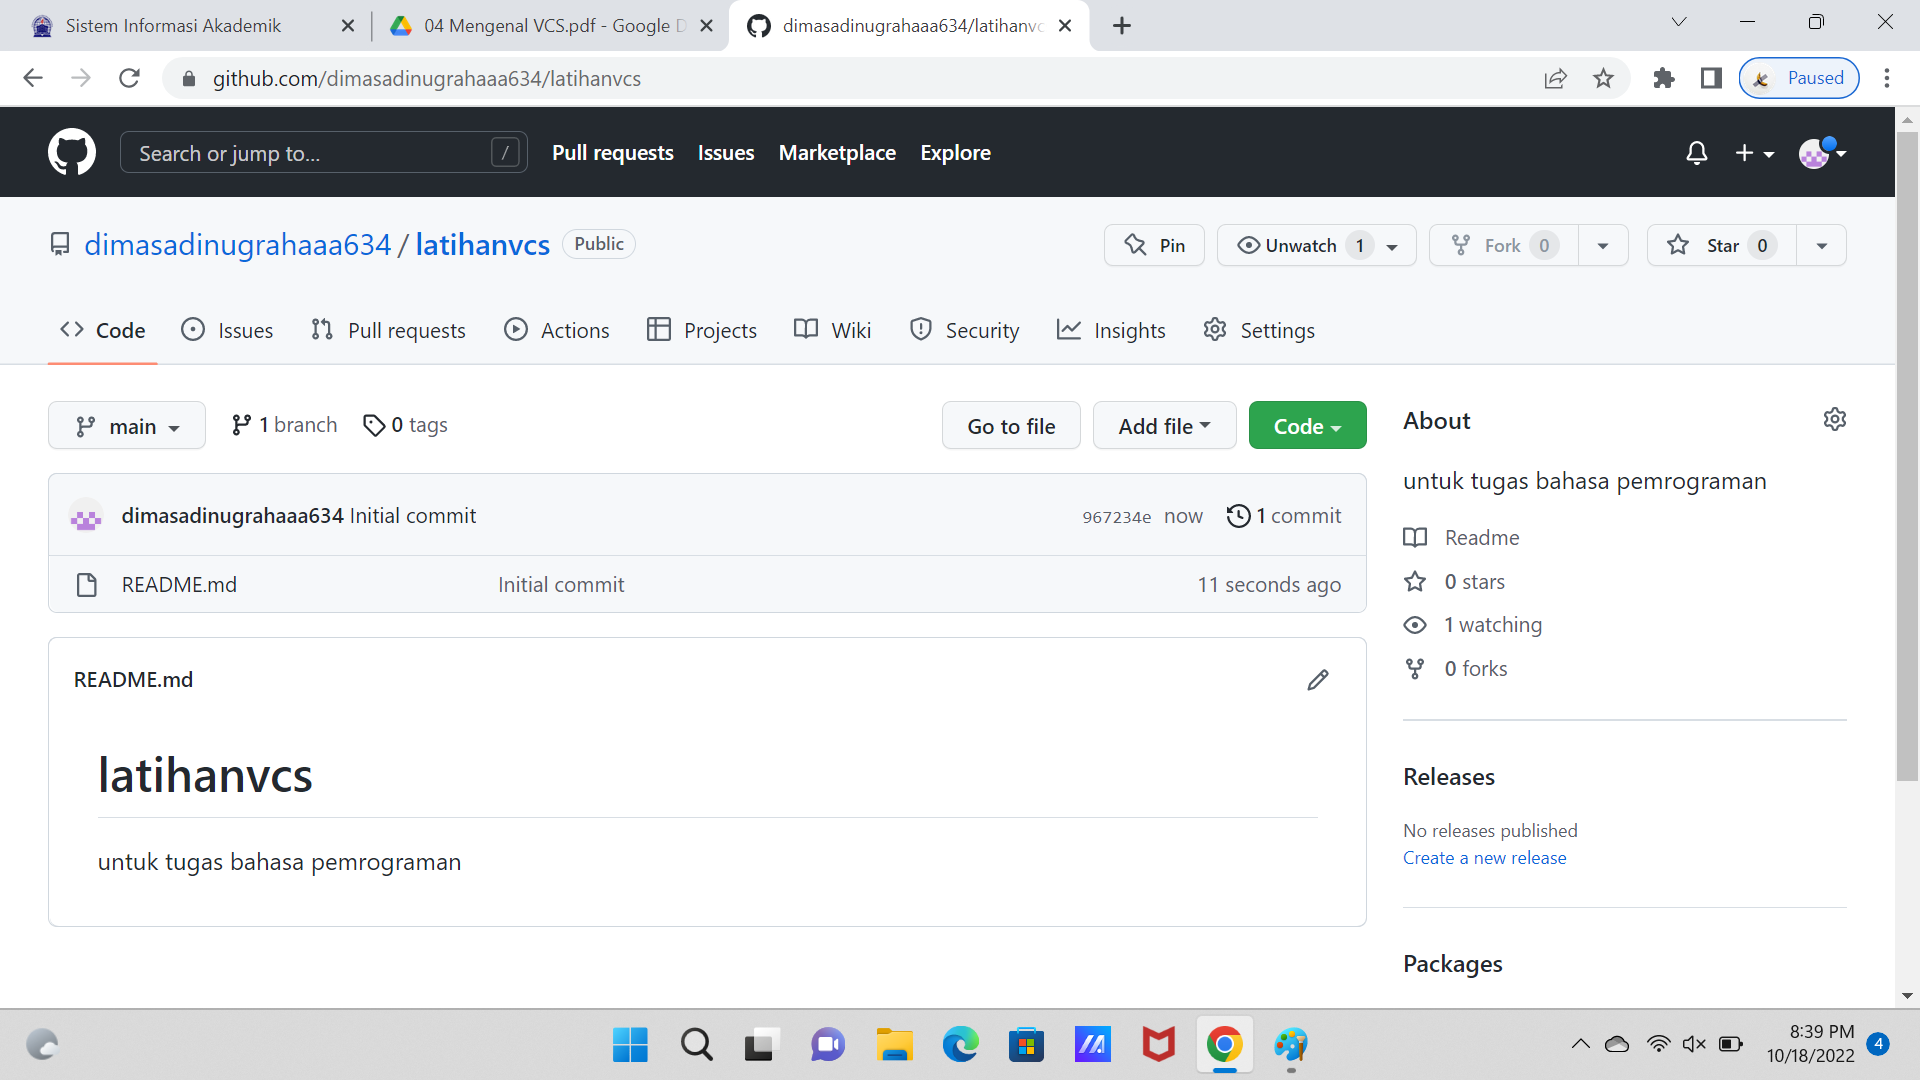 Sistem Informasi Akademik
04 Mengenal VCS.pdf - Google D
dimasadinugrahaaa634/latihanvc
github.com/dimasadinugrahaaa634/latihanvcs
Paused
Search or jump to...
/
Pull requests
Issues
Marketplace
Explore
dimasadinugrahaaa634 / latihanvcs
Public
Pin
Unwatch 1
Fork 0
Star 0
Code
Issues
Pull requests
Actions
Projects
Wiki
Security
Insights
Settings
main
1 branch
0 tags
Go to file
Add file
Code
dimasadinugrahaaa634 Initial commit
967234e now
1 commit
README.md
Initial commit
11 seconds ago
README.md
latihanvcs
untuk tugas bahasa pemrograman
About
untuk tugas bahasa pemrograman
Readme
0 stars
1 watching
0 forks
Releases
No releases published
Create a new release
Packages
8:39 PM
10/18/2022
4